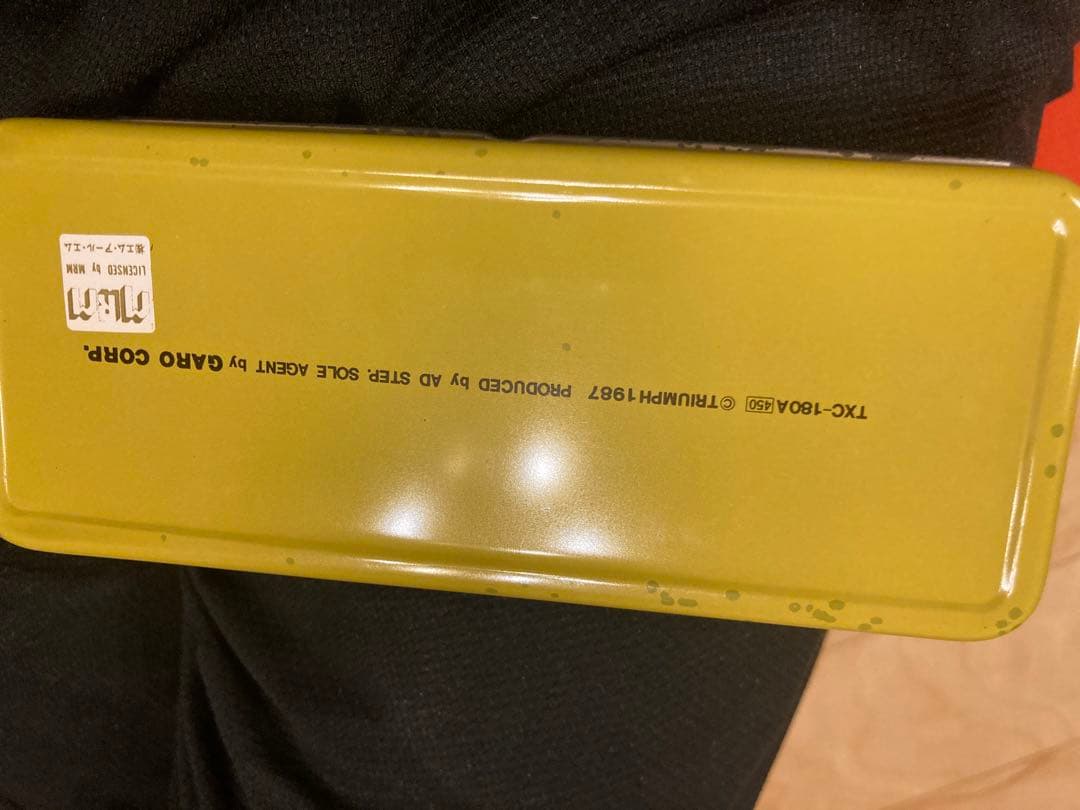 TXC-180A 450 ©TRIUMPH 1987 PRODUCED by AD STEP. SOLE AGENT by GARO CORP.
M.R.M
LICENSED by MRM
㈱エム・アール・エム